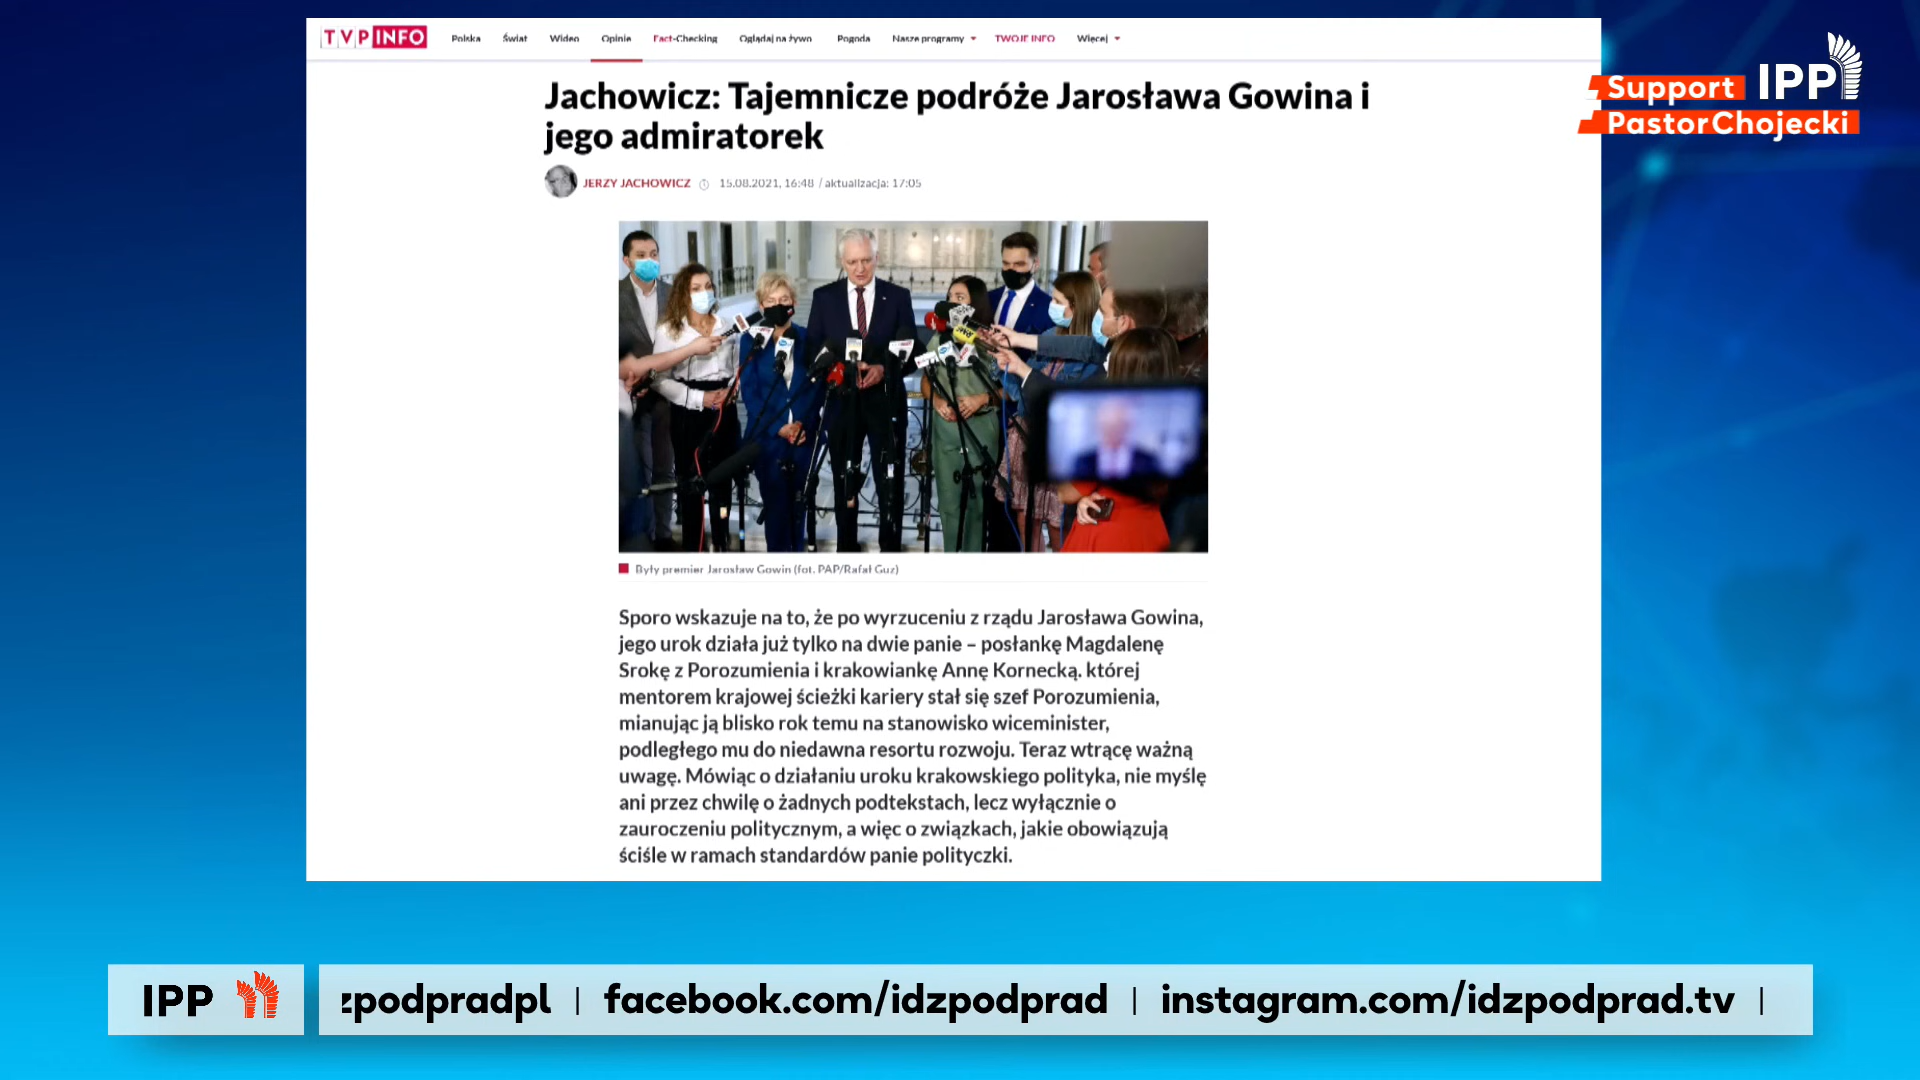 TVP INFO Polska Świat Wideo Opinie Fact-Checking Oglądaj na żywo Pogoda Nasze programy TWOJE INFO Więcej
Jachowicz: Tajemnicze podróże Jarosława Gowina i
jego admiratorek
JERZY JACHOWICZ 15.08.2021, 16:48 / aktualizacja: 17:05
Support IPP
PastorChojecki
Były premier Jarosław Gowin (fot. PAP/Rafał Guz)
Sporo wskazuje na to, że po wyrzuceniu z rządu Jarosława Gowina,
jego urok działa już tylko na dwie panie – posłankę Magdalenę
Srokę z Porozumienia i krakowiankę Annę Kornecką. której
mentorem krajowej ścieżki kariery stał się szef Porozumienia,
mianując ją blisko rok temu na stanowisko wiceminister,
podległego mu do niedawna resortu rozwoju. Teraz wtrącę ważną
uwagę. Mówiąc o działaniu uroku krakowskiego polityka, nie myślę
ani przez chwilę o żadnych podtekstach, lecz wyłącznie o
zauroczeniu politycznym, a więc o związkach, jakie obowiązują
ściśle w ramach standardów panie polityczki.
IPP zpodpradpl | facebook.com/idzpodprad | instagram.com/idzpodprad.tv |